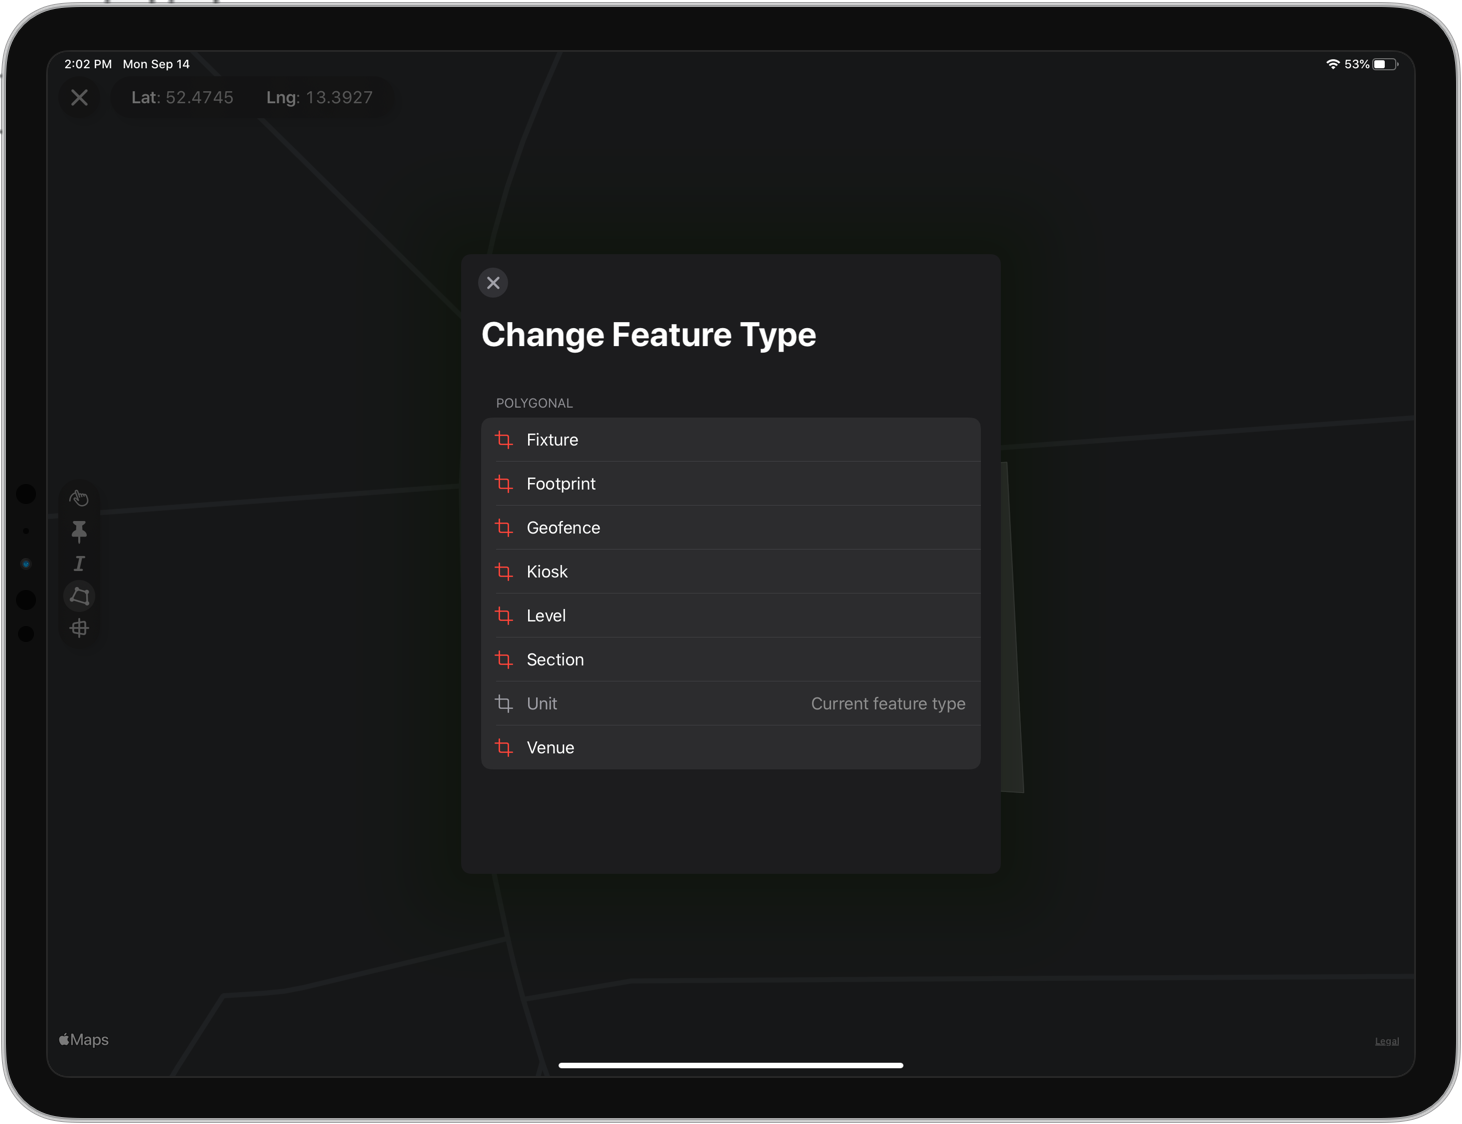 2:02 PM Mon Sep 14
53%
Lat: 52.4745 Lng: 13.3927
Change Feature Type
POLYGONAL
Fixture
Footprint
Geofence
Kiosk
Level
Section
Unit Current feature type
Venue
Maps
Legal